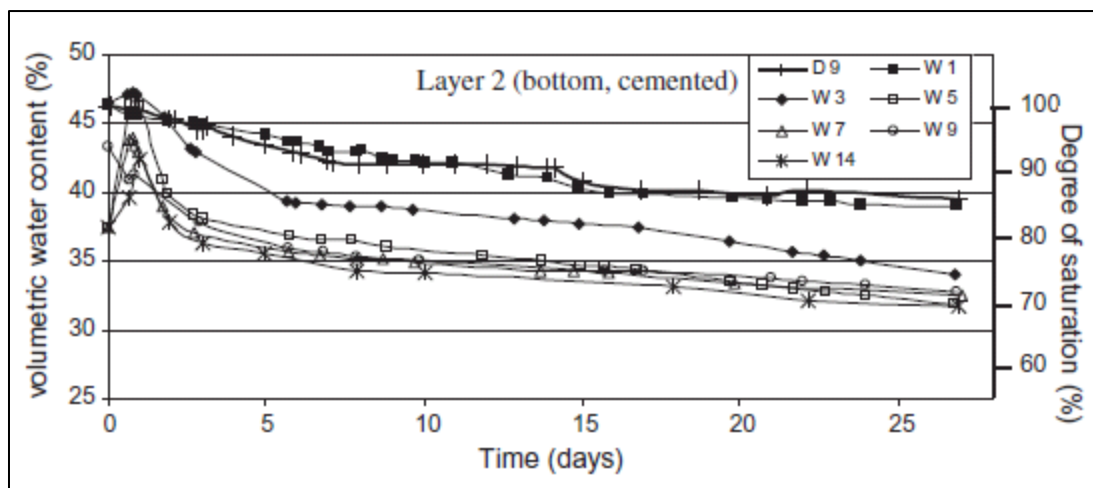 Layer 2 (bottom, cemented)
D 9 W 1
W 3 W 5
W 7 W 9
W 14
volumetric water content (%)
50
45
40
35
30
25
100
90
80
70
60
Degree of saturation (%)
0 5 10 15 20 25
Time (days)